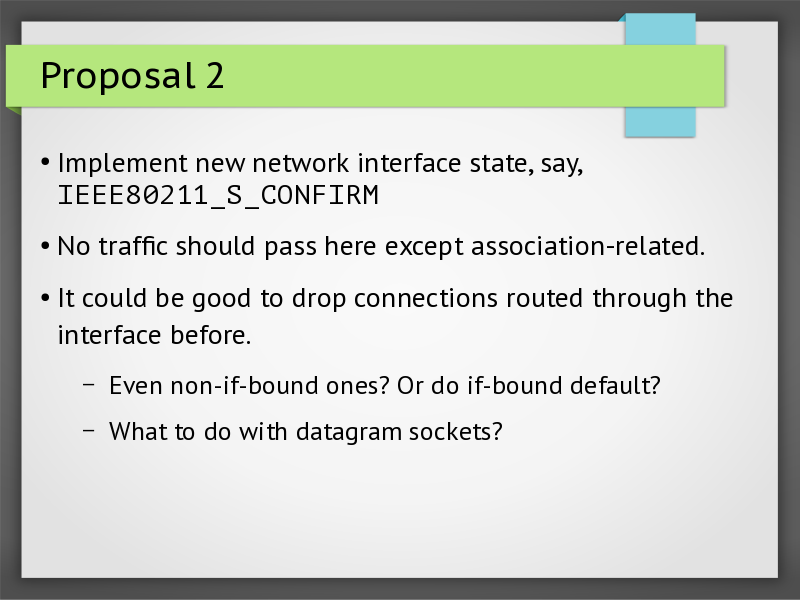 Proposal 2
• Implement new network interface state, say,
IEEE80211_S_CONFIRM
• No traffic should pass here except association-related.
• It could be good to drop connections routed through the
interface before.
– Even non-if-bound ones? Or do if-bound default?
– What to do with datagram sockets?